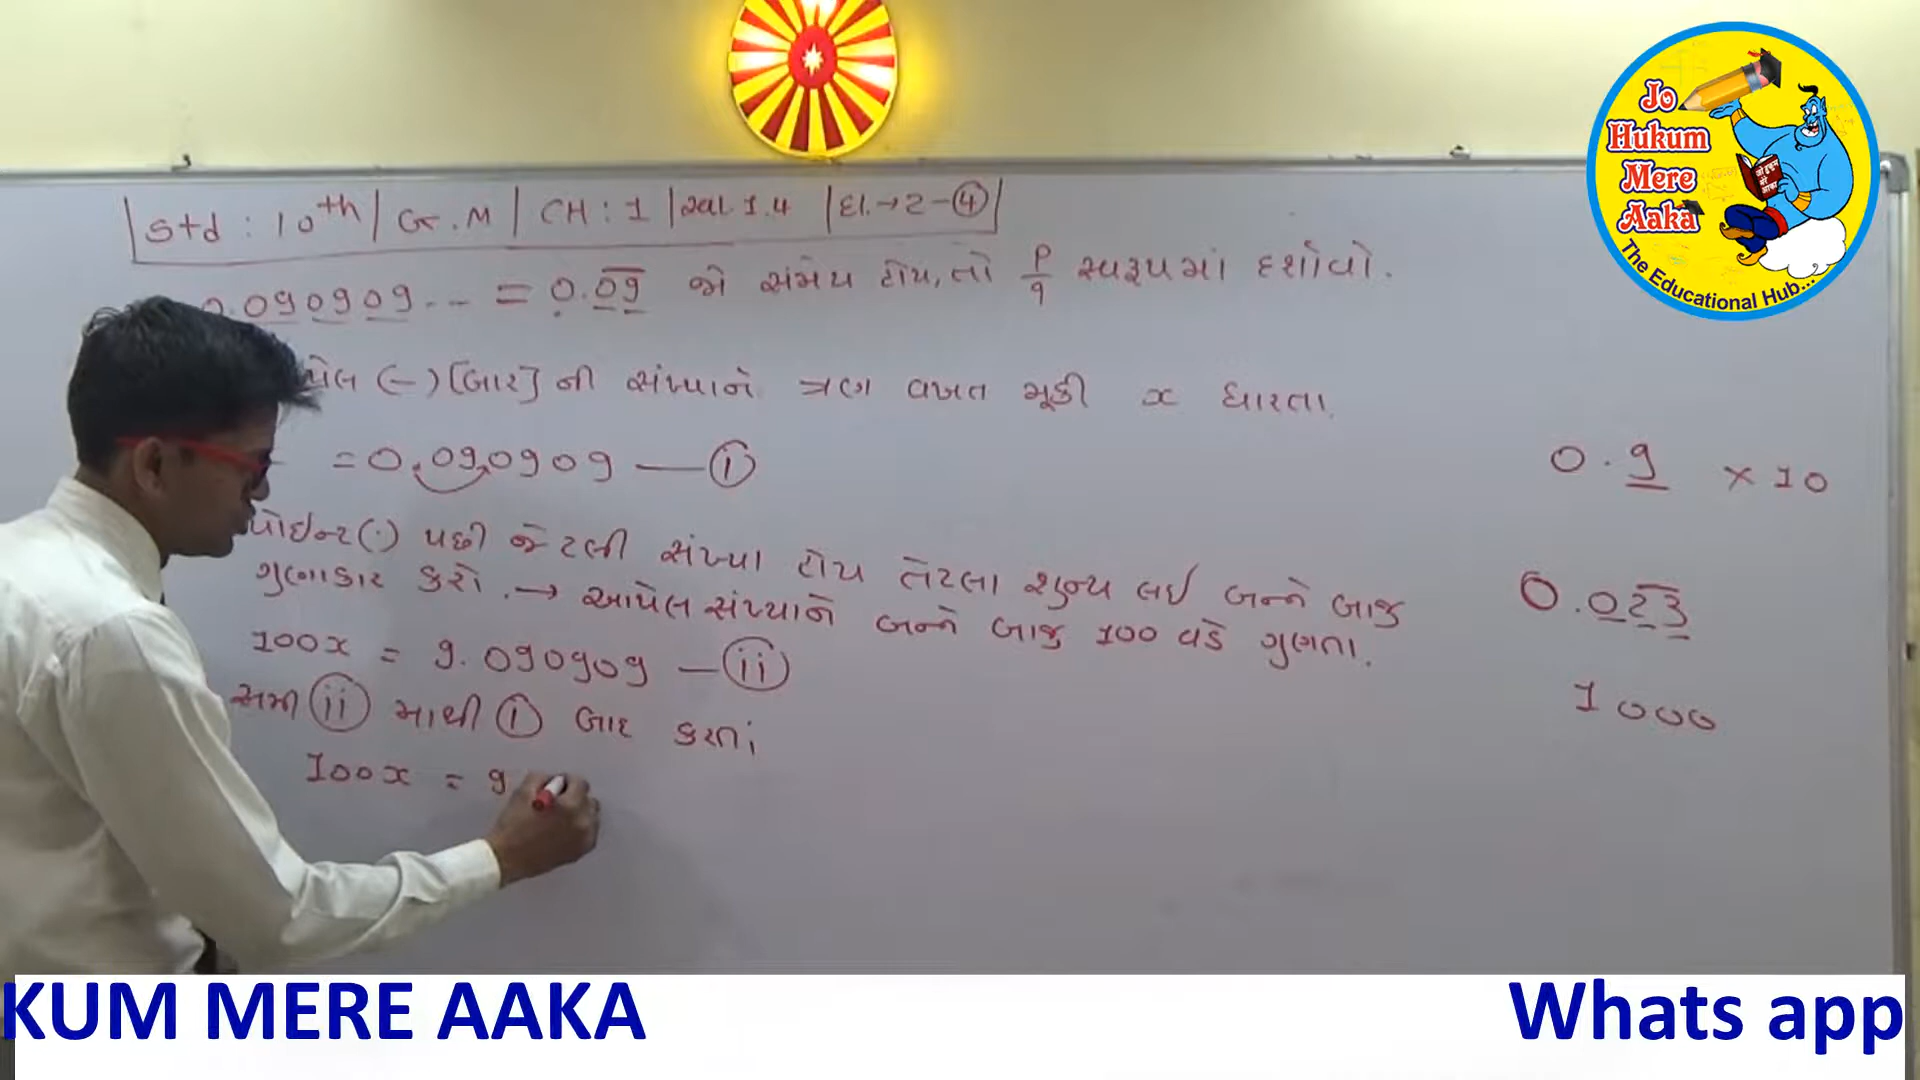 Std : 10th | G.M | CH : 1 | સ્વા. 1.4 | દા. → 2 - 4
0.090909... = 0.09 જો સંમેય હોય, તો p/q સ્વરૂપમાં દર્શાવો.
પેલ (–) [બાર] ની સંખ્યાને ત્રણ વખત મૂકી x ધારતા.
= 0.090909 — i
પોઇન્ટ (.) પછી જેટલી સંખ્યા હોય તેટલા શૂન્ય લઈ બન્ને બાજુ
ગુણાકાર કરો. → આપેલ સંખ્યાને બન્ને બાજુ 100 વડે ગુણતા.
100x = 9.090909 — ii
સમી ii માથી i બાદ કરતાં
100x = 9
0.9 × 10
0.023
1000
Jo
Hukum
Mere
Aaka
The Educational Hub...
KUM MERE AAKA
Whats app